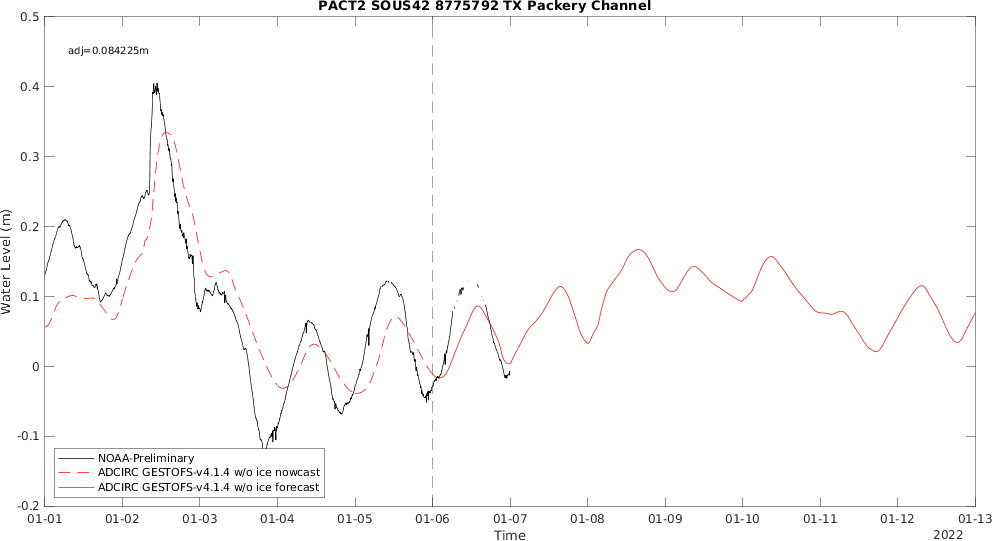 PACT2 SOUS42 8775792 TX Packery Channel
adj=0.084225m
Water Level (m)
0.5
0.4
0.3
0.2
0.1
0
-0.1
-0.2
NOAA-Preliminary
ADCIRC GESTOFS-v4.1.4 w/o ice nowcast
ADCIRC GESTOFS-v4.1.4 w/o ice forecast
01-01 01-02 01-03 01-04 01-05 01-06 01-07 01-08 01-09 01-10 01-11 01-12 01-13
Time
2022